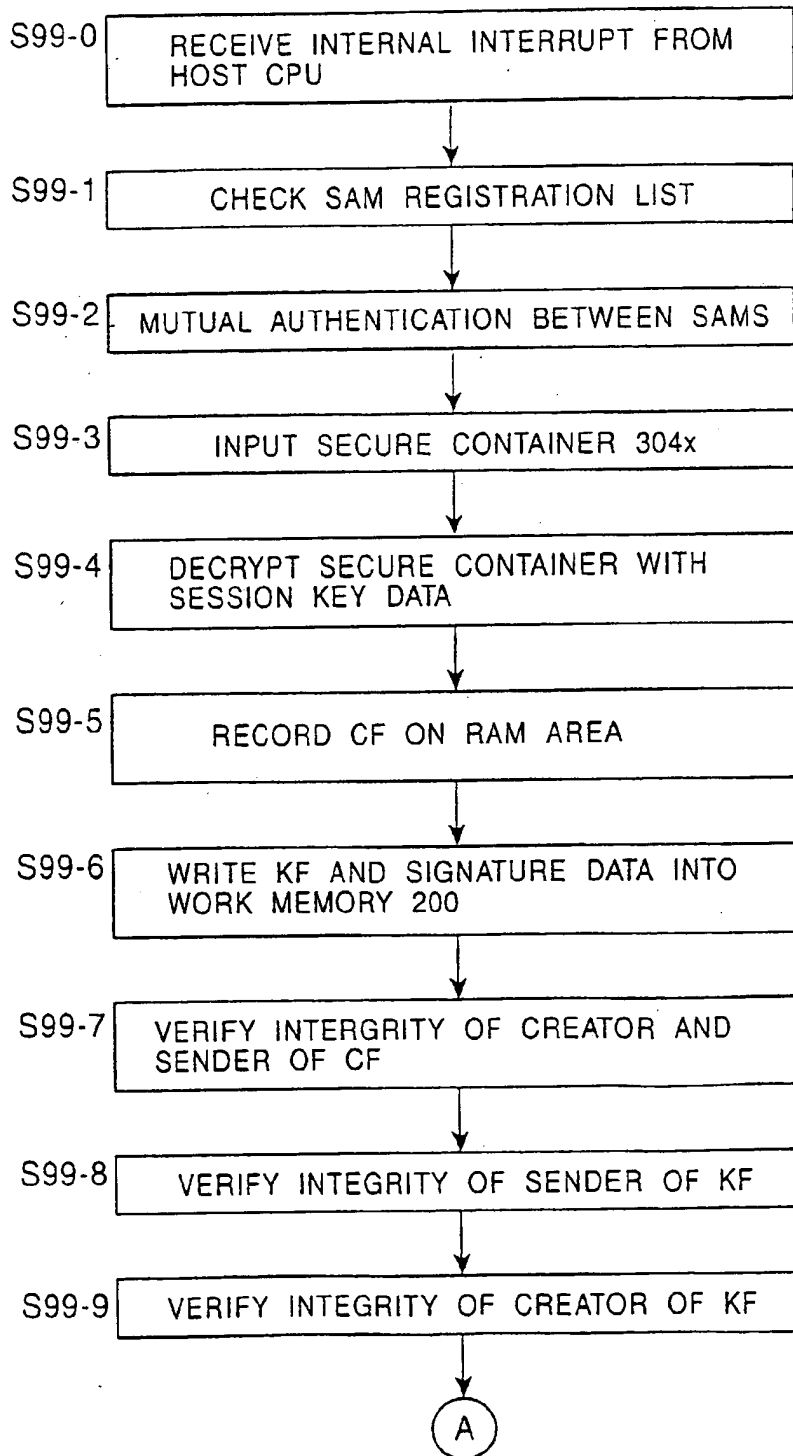 S99-0
RECEIVE INTERNAL INTERRUPT FROM
HOST CPU
S99-1
CHECK SAM REGISTRATION LIST
S99-2
MUTUAL AUTHENTICATION BETWEEN SAMS
S99-3
INPUT SECURE CONTAINER 304x
S99-4
DECRYPT SECURE CONTAINER WITH
SESSION KEY DATA
S99-5
RECORD CF ON RAM AREA
S99-6
WRITE KF AND SIGNATURE DATA INTO
WORK MEMORY 200
S99-7
VERIFY INTERGRITY OF CREATOR AND
SENDER OF CF
S99-8
VERIFY INTEGRITY OF SENDER OF KF
S99-9
VERIFY INTEGRITY OF CREATOR OF KF
A